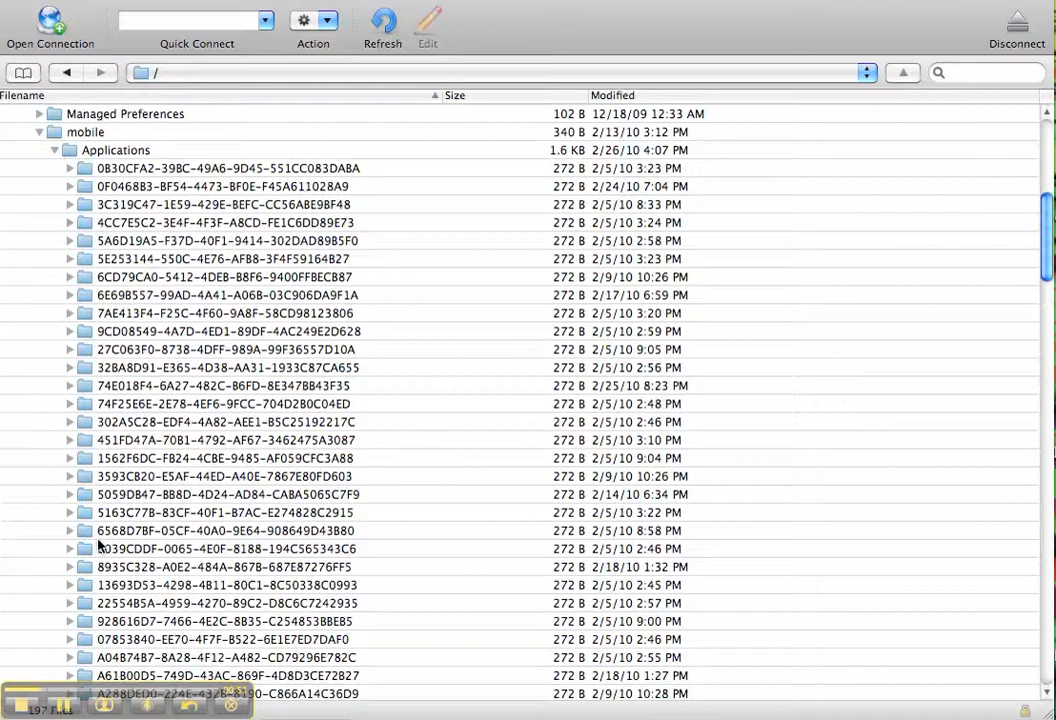 Open Connection Quick Connect Action Refresh Edit Disconnect
/
Filename Size Modified
Managed Preferences 102 B 12/18/09 12:33 AM
mobile 340 B 2/13/10 3:12 PM
Applications 1.6 KB 2/26/10 4:07 PM
0B30CFA2-39BC-49A6-9D45-551CC083DABA 272 B 2/5/10 3:23 PM
0F0468B3-BF54-4473-BF0E-F45A611028A9 272 B 2/24/10 7:04 PM
3C319C47-1E59-429E-BEFC-CC56ABE9BF48 272 B 2/5/10 8:33 PM
4CC7E5C2-3E4F-4F3F-A8CD-FE1C6DD89E73 272 B 2/5/10 3:24 PM
5A6D19A5-F37D-40F1-9414-302DAD89B5F0 272 B 2/5/10 2:58 PM
5E253144-550C-4E76-AFB8-3F4F59164B27 272 B 2/5/10 3:23 PM
6CD79CA0-5412-4DEB-B8F6-9400FFBECB87 272 B 2/9/10 10:26 PM
6E69B557-99AD-4A41-A06B-03C906DA9F1A 272 B 2/17/10 6:59 PM
7AE413F4-F25C-4F60-9A8F-58CD98123806 272 B 2/5/10 3:20 PM
9CD08549-4A7D-4ED1-89DF-4AC249E2D628 272 B 2/5/10 2:59 PM
27C063F0-8738-4DFF-989A-99F36557D10A 272 B 2/5/10 9:05 PM
32BA8D91-E365-4D38-AA31-1933C87CA655 272 B 2/5/10 2:56 PM
74E018F4-6A27-482C-B6FD-8E347BB43F35 272 B 2/25/10 8:23 PM
74F25E6E-2E78-4EF6-9FCC-704D2B0C04ED 272 B 2/5/10 2:48 PM
302A5C28-EDF4-4A82-AEE1-B5C25192217C 272 B 2/5/10 2:46 PM
451FD47A-70B1-4792-AF67-3462475A3087 272 B 2/5/10 3:10 PM
1562F6DC-FB24-4CBE-9485-AF059CFC3A88 272 B 2/5/10 9:04 PM
3593CB20-E5AF-44ED-A40E-7867E80FD603 272 B 2/9/10 10:26 PM
5059DB47-BB8D-4D24-AD84-CABA5065C7F9 272 B 2/14/10 6:34 PM
5163C77B-83CF-40F1-B7AC-E274828C2915 272 B 2/5/10 3:22 PM
6568D7BF-05CF-40A0-9E64-908649D43B80 272 B 2/5/10 8:58 PM
272 B 2/5/10 2:46 PM
8935C328-A0E2-484A-867B-687E87276FF5 272 B 2/18/10 1:32 PM
13693D53-4298-4B11-80C1-8C50338C0993 272 B 2/5/10 2:45 PM
22554B5A-4959-4270-89C2-D8C6C7242935 272 B 2/5/10 2:57 PM
928616D7-7466-4E2C-8B35-C254853BBEB5 272 B 2/5/10 9:00 PM
07853840-EE70-4F7F-B522-6E1E7ED7DAF0 272 B 2/5/10 2:46 PM
A04B74B7-8A28-4F12-A482-CD79296E782C 272 B 2/5/10 2:55 PM
A61B00D5-749D-43AC-869F-4D8D3CE72B27 272 B 2/18/10 1:27 PM
272 B 2/9/10 10:28 PM
197 Files